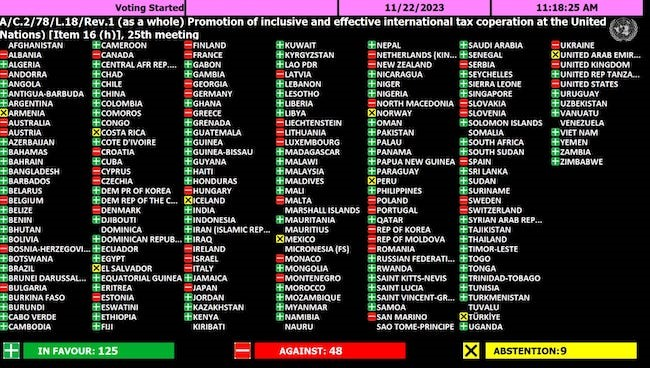 Voting Started
11/22/2023
11:18:25 AM
A/C.2/78/L.18/Rev.1 (as a whole) Promotion of inclusive and effective international tax coperation at the United
Nations) [Item 16 (h)], 25th meeting
AFGHANISTAN
ALBANIA
ALGERIA
ANDORRA
ANGOLA
ANTIGUA-BARBUDA
ARGENTINA
ARMENIA
AUSTRALIA
AUSTRIA
AZERBAIJAN
BAHAMAS
BAHRAIN
BANGLADESH
BARBADOS
BELARUS
BELGIUM
BELIZE
BENIN
BHUTAN
BOLIVIA
BOSNIA-HERZEGOVI...
BOTSWANA
BRAZIL
BRUNEI DARUSSAL...
BULGARIA
BURKINA FASO
BURUNDI
CABO VERDE
CAMBODIA
CAMEROON
CANADA
CENTRAL AFR REP....
CHAD
CHILE
CHINA
COLOMBIA
COMOROS
CONGO
COSTA RICA
COTE D'IVOIRE
CROATIA
CUBA
CYPRUS
CZECHIA
DEM PR OF KOREA
DEM REP OF THE C...
DENMARK
DJIBOUTI
DOMINICA
DOMINICAN REPUB...
ECUADOR
EGYPT
EL SALVADOR
EQUATORIAL GUINEA
ERITREA
ESTONIA
ESWATINI
ETHIOPIA
FIJI
FINLAND
FRANCE
GABON
GAMBIA
GEORGIA
GERMANY
GHANA
GREECE
GRENADA
GUATEMALA
GUINEA
GUINEA-BISSAU
GUYANA
HAITI
HONDURAS
HUNGARY
ICELAND
INDIA
INDONESIA
IRAN (ISLAMIC REP...
IRAQ
IRELAND
ISRAEL
ITALY
JAMAICA
JAPAN
JORDAN
KAZAKHSTAN
KENYA
KIRIBATI
KUWAIT
KYRGYZSTAN
LAO PDR
LATVIA
LEBANON
LESOTHO
LIBERIA
LIBYA
LIECHTENSTEIN
LITHUANIA
LUXEMBOURG
MADAGASCAR
MALAWI
MALAYSIA
MALDIVES
MALI
MALTA
MARSHALL ISLANDS
MAURITANIA
MAURITIUS
MEXICO
MICRONESIA (FS)
MONACO
MONGOLIA
MONTENEGRO
MOROCCO
MOZAMBIQUE
MYANMAR
NAMIBIA
NAURU
NEPAL
NETHERLANDS (KIN...
NEW ZEALAND
NICARAGUA
NIGER
NIGERIA
NORTH MACEDONIA
NORWAY
OMAN
PAKISTAN
PALAU
PANAMA
PAPUA NEW GUINEA
PARAGUAY
PERU
PHILIPPINES
POLAND
PORTUGAL
QATAR
REP OF KOREA
REP OF MOLDOVA
ROMANIA
RUSSIAN FEDERATI...
RWANDA
SAINT KITTS-NEVIS
SAINT LUCIA
SAINT VINCENT-GR...
SAMOA
SAN MARINO
SAO TOME-PRINCIPE
SAUDI ARABIA
SENEGAL
SERBIA
SEYCHELLES
SIERRA LEONE
SINGAPORE
SLOVAKIA
SLOVENIA
SOLOMON ISLANDS
SOMALIA
SOUTH AFRICA
SOUTH SUDAN
SPAIN
SRI LANKA
SUDAN
SURINAME
SWEDEN
SWITZERLAND
SYRIAN ARAB REP...
TAJIKISTAN
THAILAND
TIMOR-LESTE
TOGO
TONGA
TRINIDAD-TOBAGO
TUNISIA
TURKMENISTAN
TUVALU
TÜRKİYE
UGANDA
UKRAINE
UNITED ARAB EMIR...
UNITED KINGDOM
UNITED REP TANZA...
UNITED STATES
URUGUAY
UZBEKISTAN
VANUATU
VENEZUELA
VIET NAM
YEMEN
ZAMBIA
ZIMBABWE
IN FAVOUR: 125
AGAINST: 48
ABSTENTION: 9